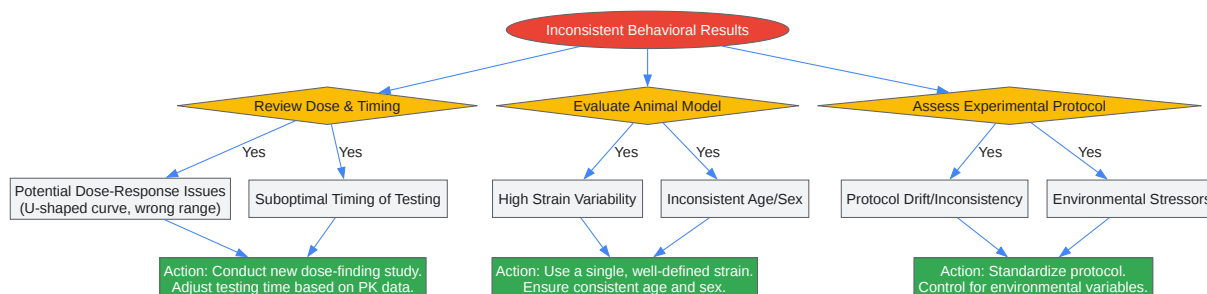 Inconsistent Behavioral Results
Review Dose & Timing
Evaluate Animal Model
Assess Experimental Protocol
Yes
Yes
Yes
Yes
Yes
Yes
Potential Dose-Response Issues
(U-shaped curve, wrong range)
Suboptimal Timing of Testing
High Strain Variability
Inconsistent Age/Sex
Protocol Drift/Inconsistency
Environmental Stressors
Action: Conduct new dose-finding study.
Adjust testing time based on PK data.
Action: Use a single, well-defined strain.
Ensure consistent age and sex.
Action: Standardize protocol.
Control for environmental variables.